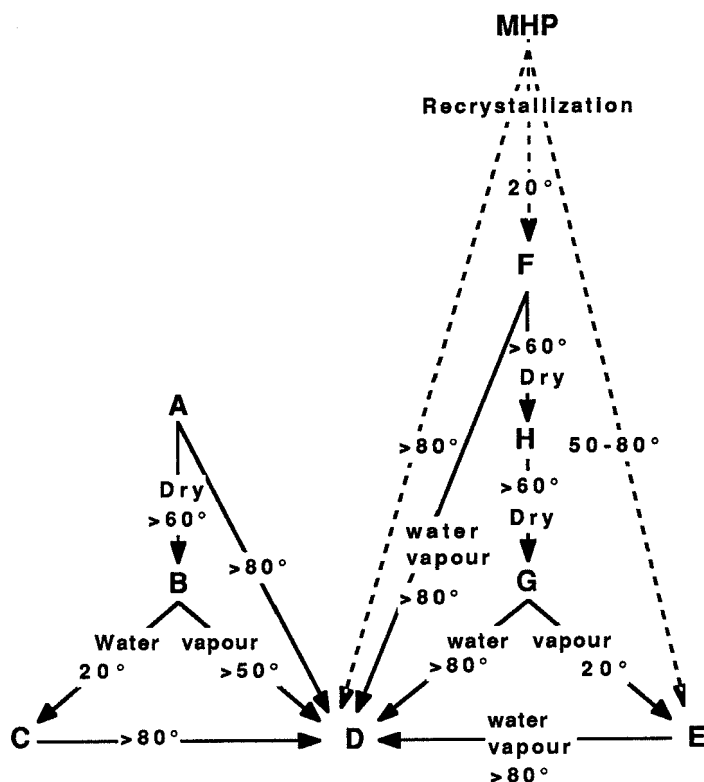 MHP
Recrystallization
20°
F
>60°
Dry
A
>80°
H
50-80°
Dry
>60°
>60°
Dry
water
vapour
>80°
B
>80°
G
Water vapour
20°
>50°
water vapour
>80°
20°
C
>80°
D
water
vapour
>80°
E